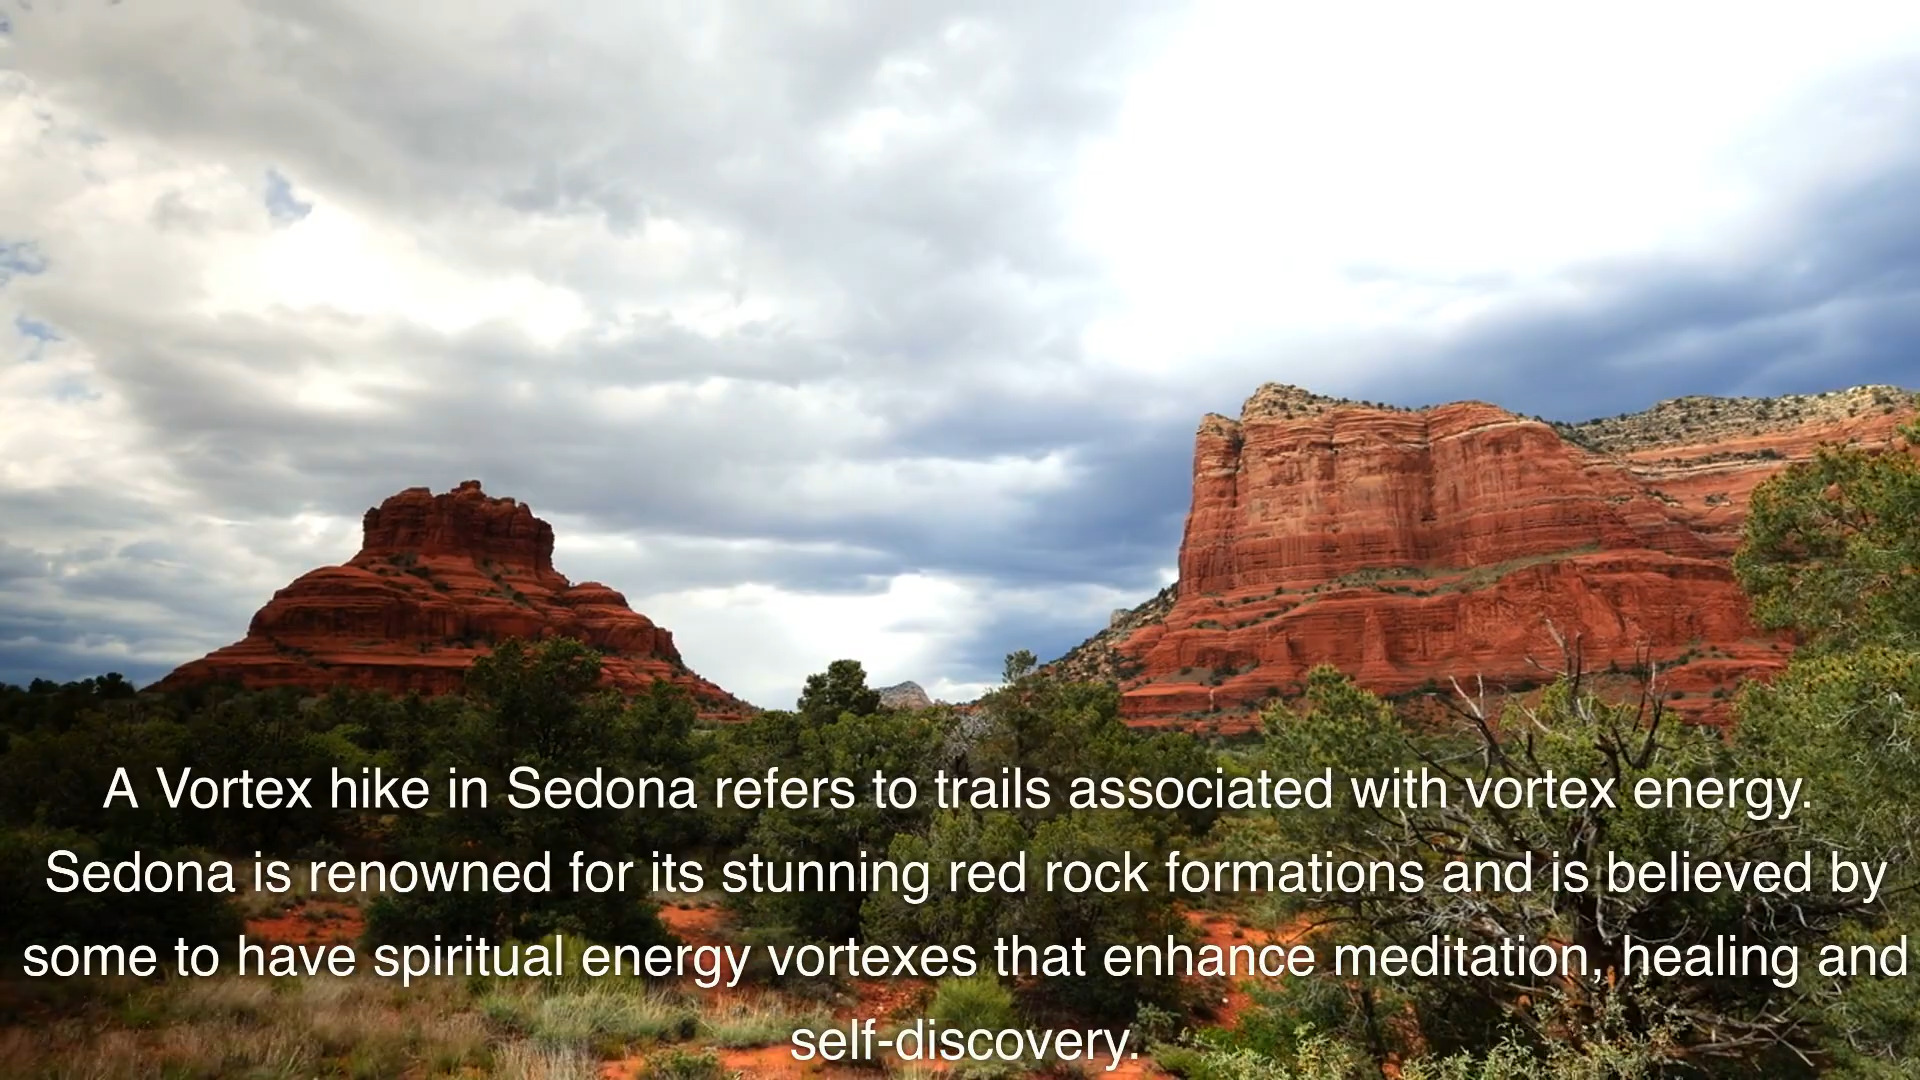 A Vortex hike in Sedona refers to trails associated with vortex energy.
Sedona is renowned for its stunning red rock formations and is believed by
some to have spiritual energy vortexes that enhance meditation, healing and
self-discovery.